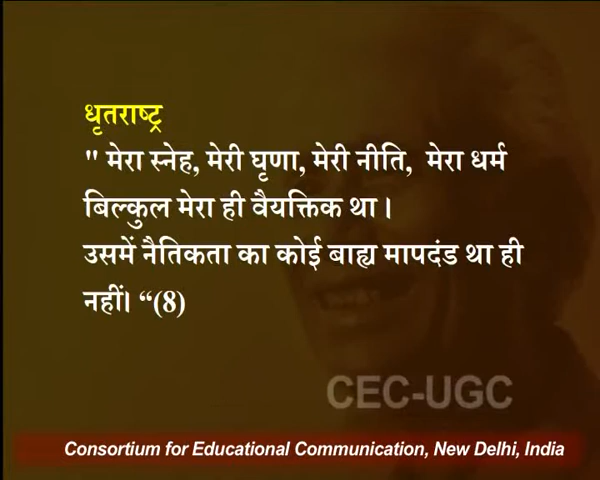 धृतराष्ट्र
" मेरा स्नेह, मेरी घृणा, मेरी नीति, मेरा धर्म
बिल्कुल मेरा ही वैयक्तिक था।
उसमें नैतिकता का कोई बाह्य मापदंड था ही
नहीं। “(8)
CEC-UGC
Consortium for Educational Communication, New Delhi, India